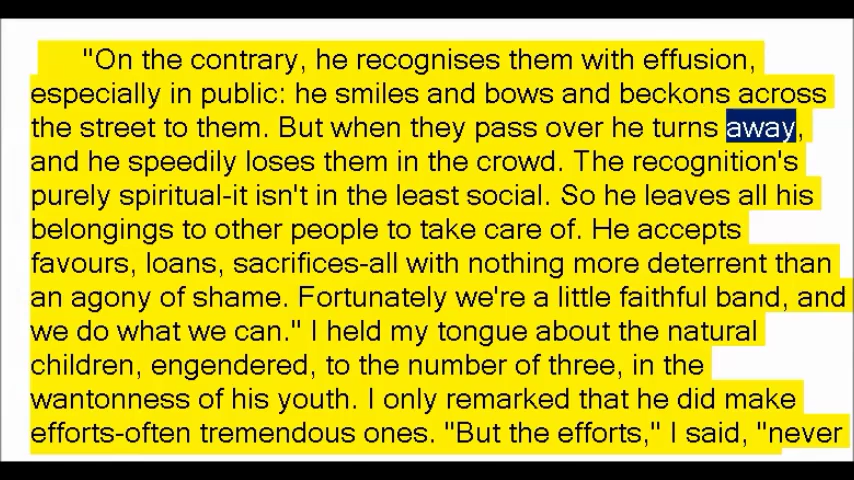 "On the contrary, he recognises them with effusion,
especially in public: he smiles and bows and beckons across
the street to them. But when they pass over he turns away,
and he speedily loses them in the crowd. The recognition's
purely spiritual-it isn't in the least social. So he leaves all his
belongings to other people to take care of. He accepts
favours, loans, sacrifices-all with nothing more deterrent than
an agony of shame. Fortunately we're a little faithful band, and
we do what we can." I held my tongue about the natural
children, engendered, to the number of three, in the
wantonness of his youth. I only remarked that he did make
efforts-often tremendous ones. "But the efforts," I said, "never